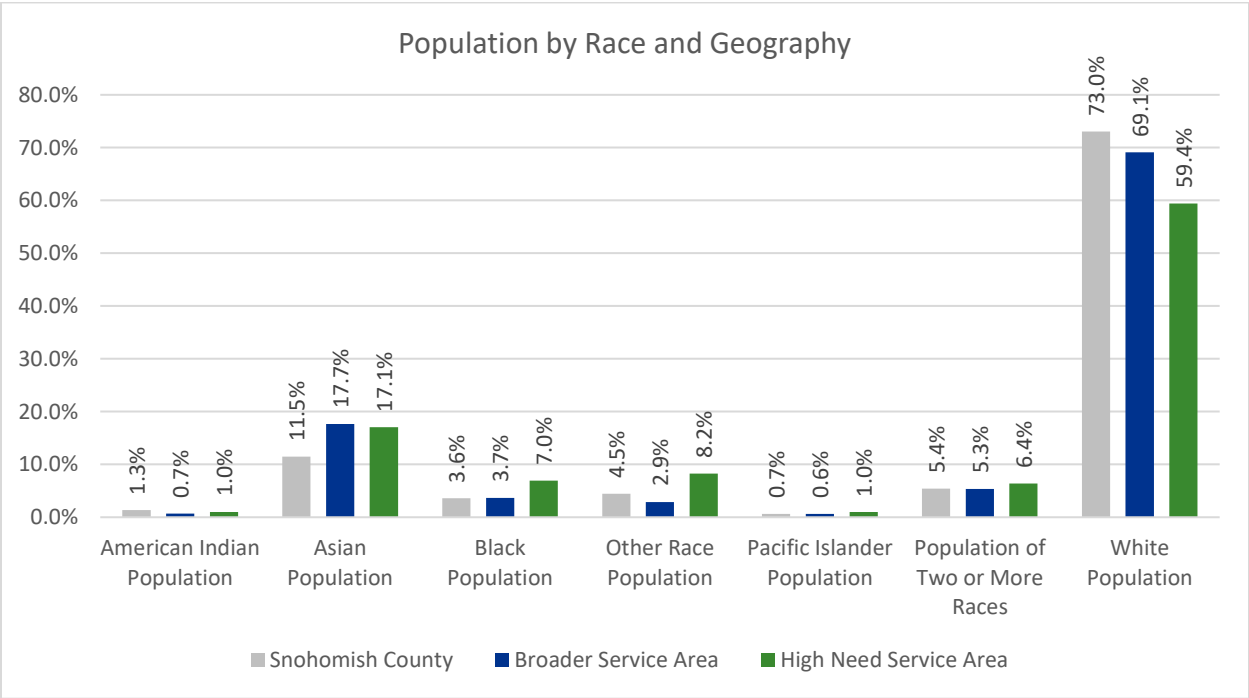 Population by Race and Geography
80.0%
70.0%
60.0%
50.0%
40.0%
30.0%
20.0%
10.0%
0.0%
1.3%
0.7%
1.0%
11.5%
17.7%
17.1%
3.6%
3.7%
7.0%
4.5%
2.9%
8.2%
0.7%
0.6%
1.0%
5.4%
5.3%
6.4%
73.0%
69.1%
59.4%
American Indian
Population
Asian
Population
Black
Population
Other Race
Population
Pacific Islander
Population
Population of
Two or More
Races
White
Population
Snohomish County
Broader Service Area
High Need Service Area